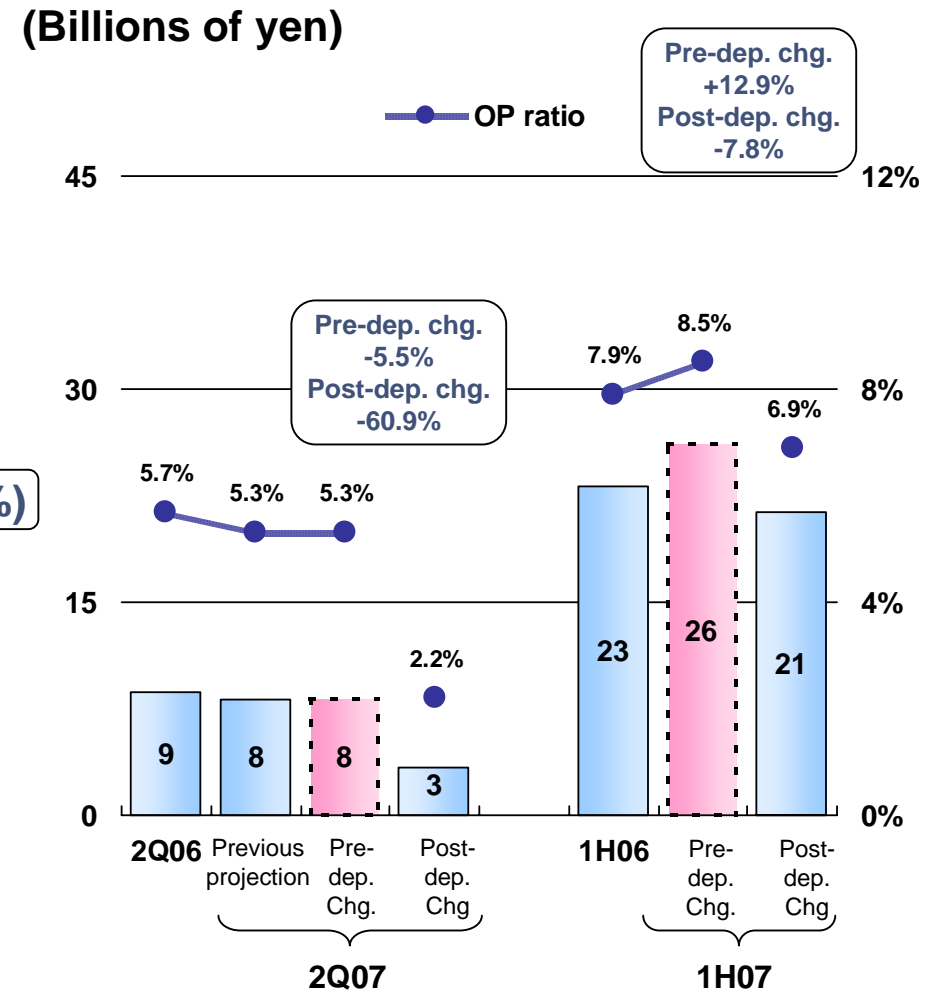 (Billions of yen)
Pre-dep. chg.
+12.9%
Post-dep. chg.
-7.8%
OP ratio
45
12%
Pre-dep. chg.
-5.5%
Post-dep. chg.
-60.9%
8.5%
7.9%
30
8%
6.9%
%)
5.7%
5.3%
5.3%
15
4%
2.2%
23
26
21
9
8
8
3
0
0%
2Q06
Previous
projection
Pre-
dep.
Chg.
Post-
dep.
Chg
1H06
Pre-
dep.
Chg.
Post-
dep.
Chg
2Q07
1H07